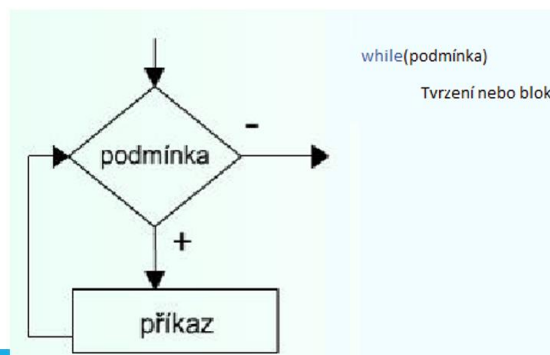 while(podmínka)
Tvrzení nebo blok
-
podmínka
+
příkaz